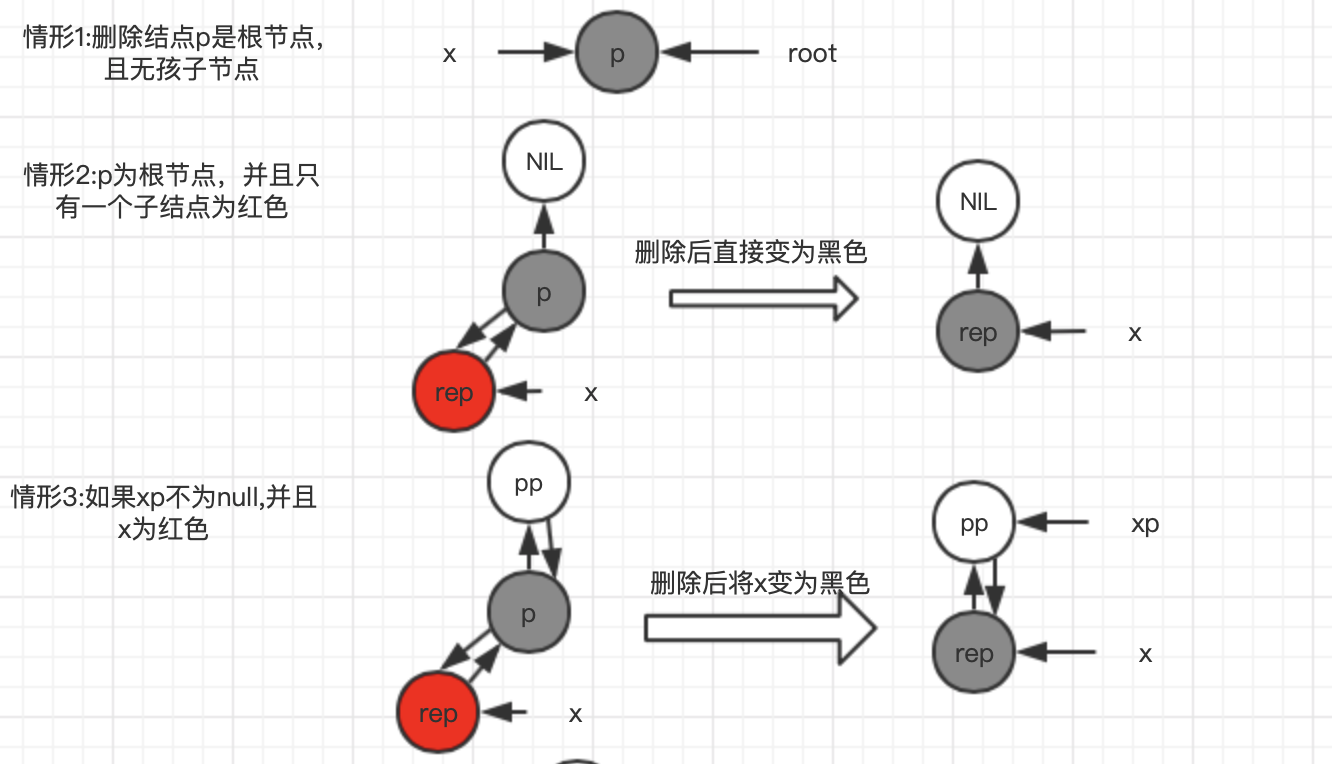 情形1:删除结点p是根节点,
且无孩子节点
x
p
root
情形2:p为根节点，并且只
有一个子结点为红色
NIL
p
rep
x
删除后直接变为黑色
NIL
rep
x
情形3:如果xp不为null,并且
x为红色
pp
p
rep
x
删除后将x变为黑色
pp
xp
rep
x